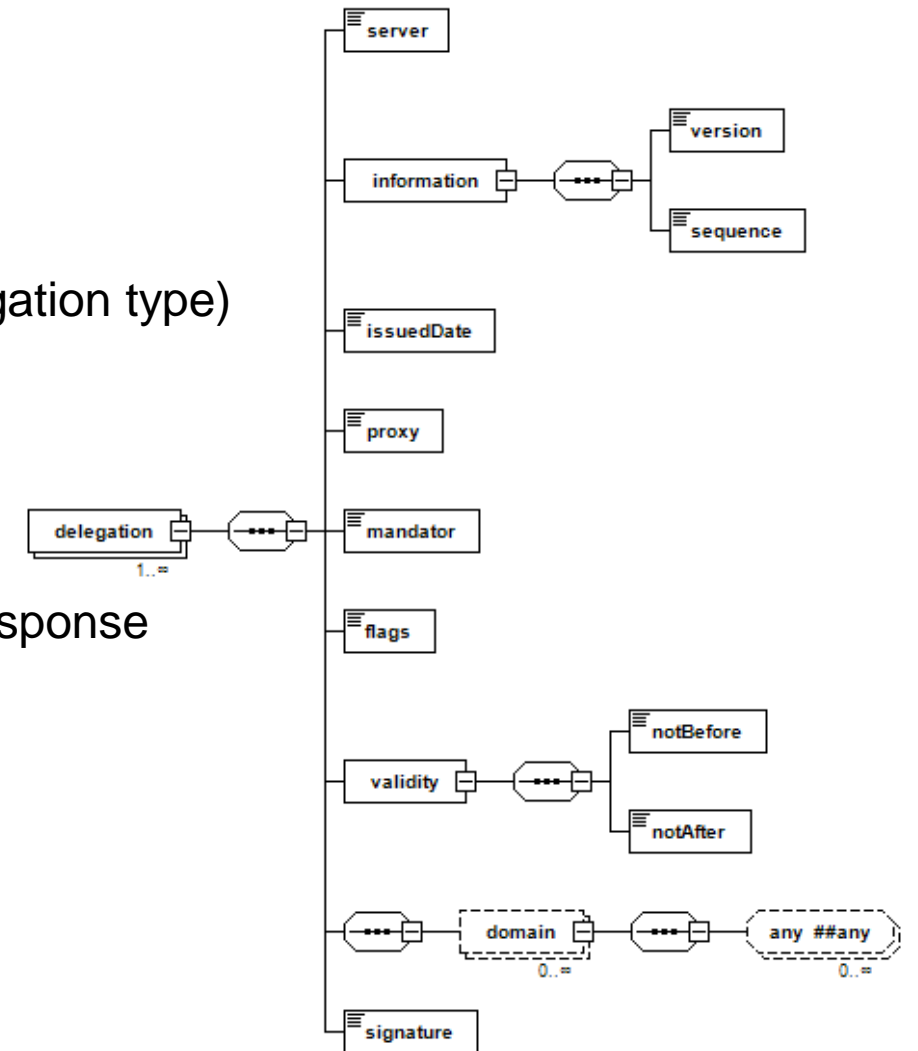 server
version
information
sequence
gation type)
issuedDate
proxy
delegation
mandator
1..∞
sponse
flags
notBefore
validity
notAfter
domain
any ##any
0..∞
0..∞
signature